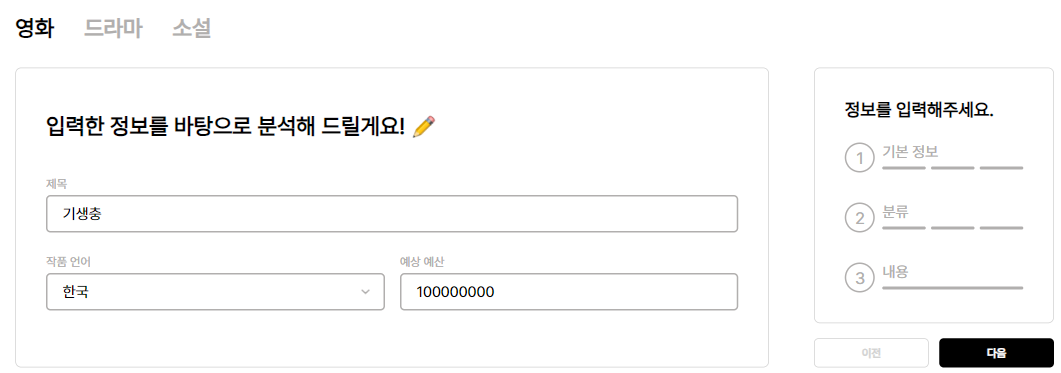 영화 드라마 소설
입력한 정보를 바탕으로 분석해 드릴게요! ✏️
제목
기생충
작품 언어 예상 예산
한국 100000000
정보를 입력해주세요.
1 기본 정보
2 분류
3 내용
이전 다음